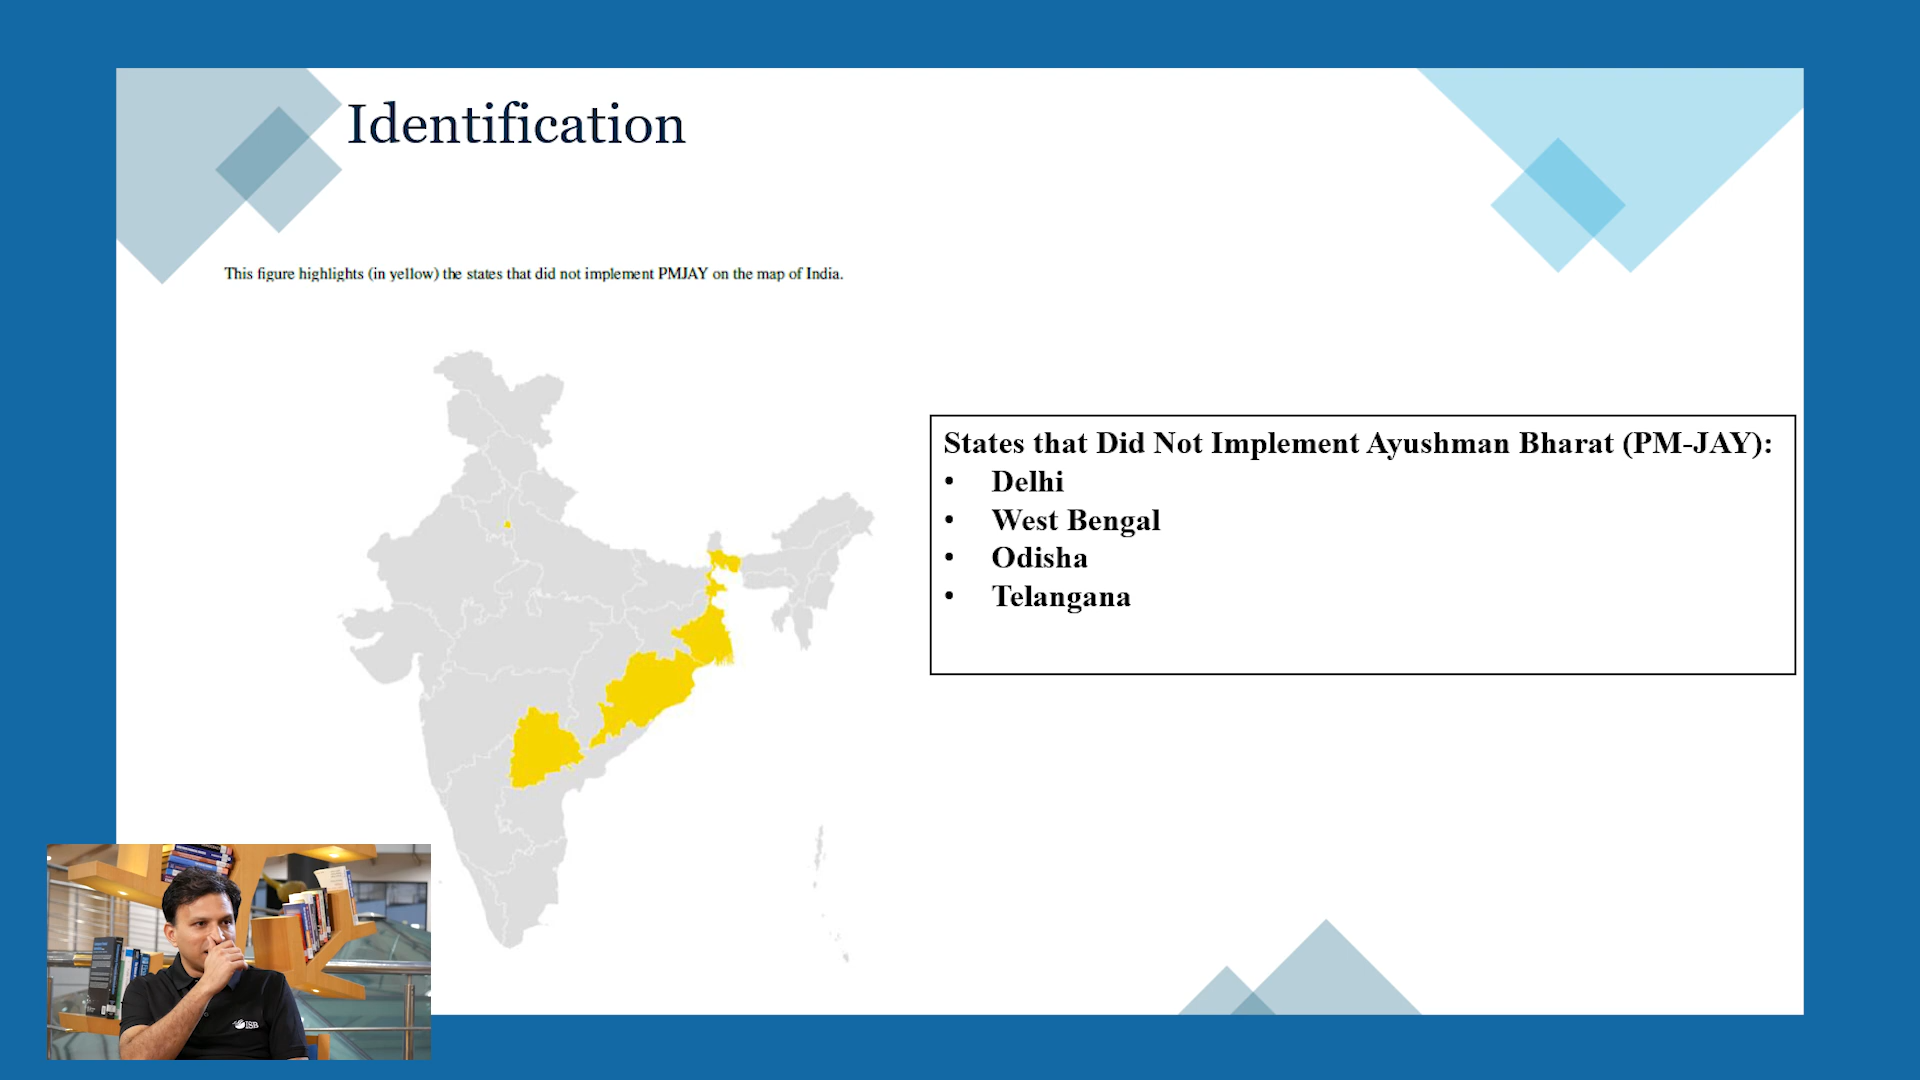 Identification
This figure highlights (in yellow) the states that did not implement PMJAY on the map of India.
States that Did Not Implement Ayushman Bharat (PM-JAY):
• Delhi
• West Bengal
• Odisha
• Telangana
ISB